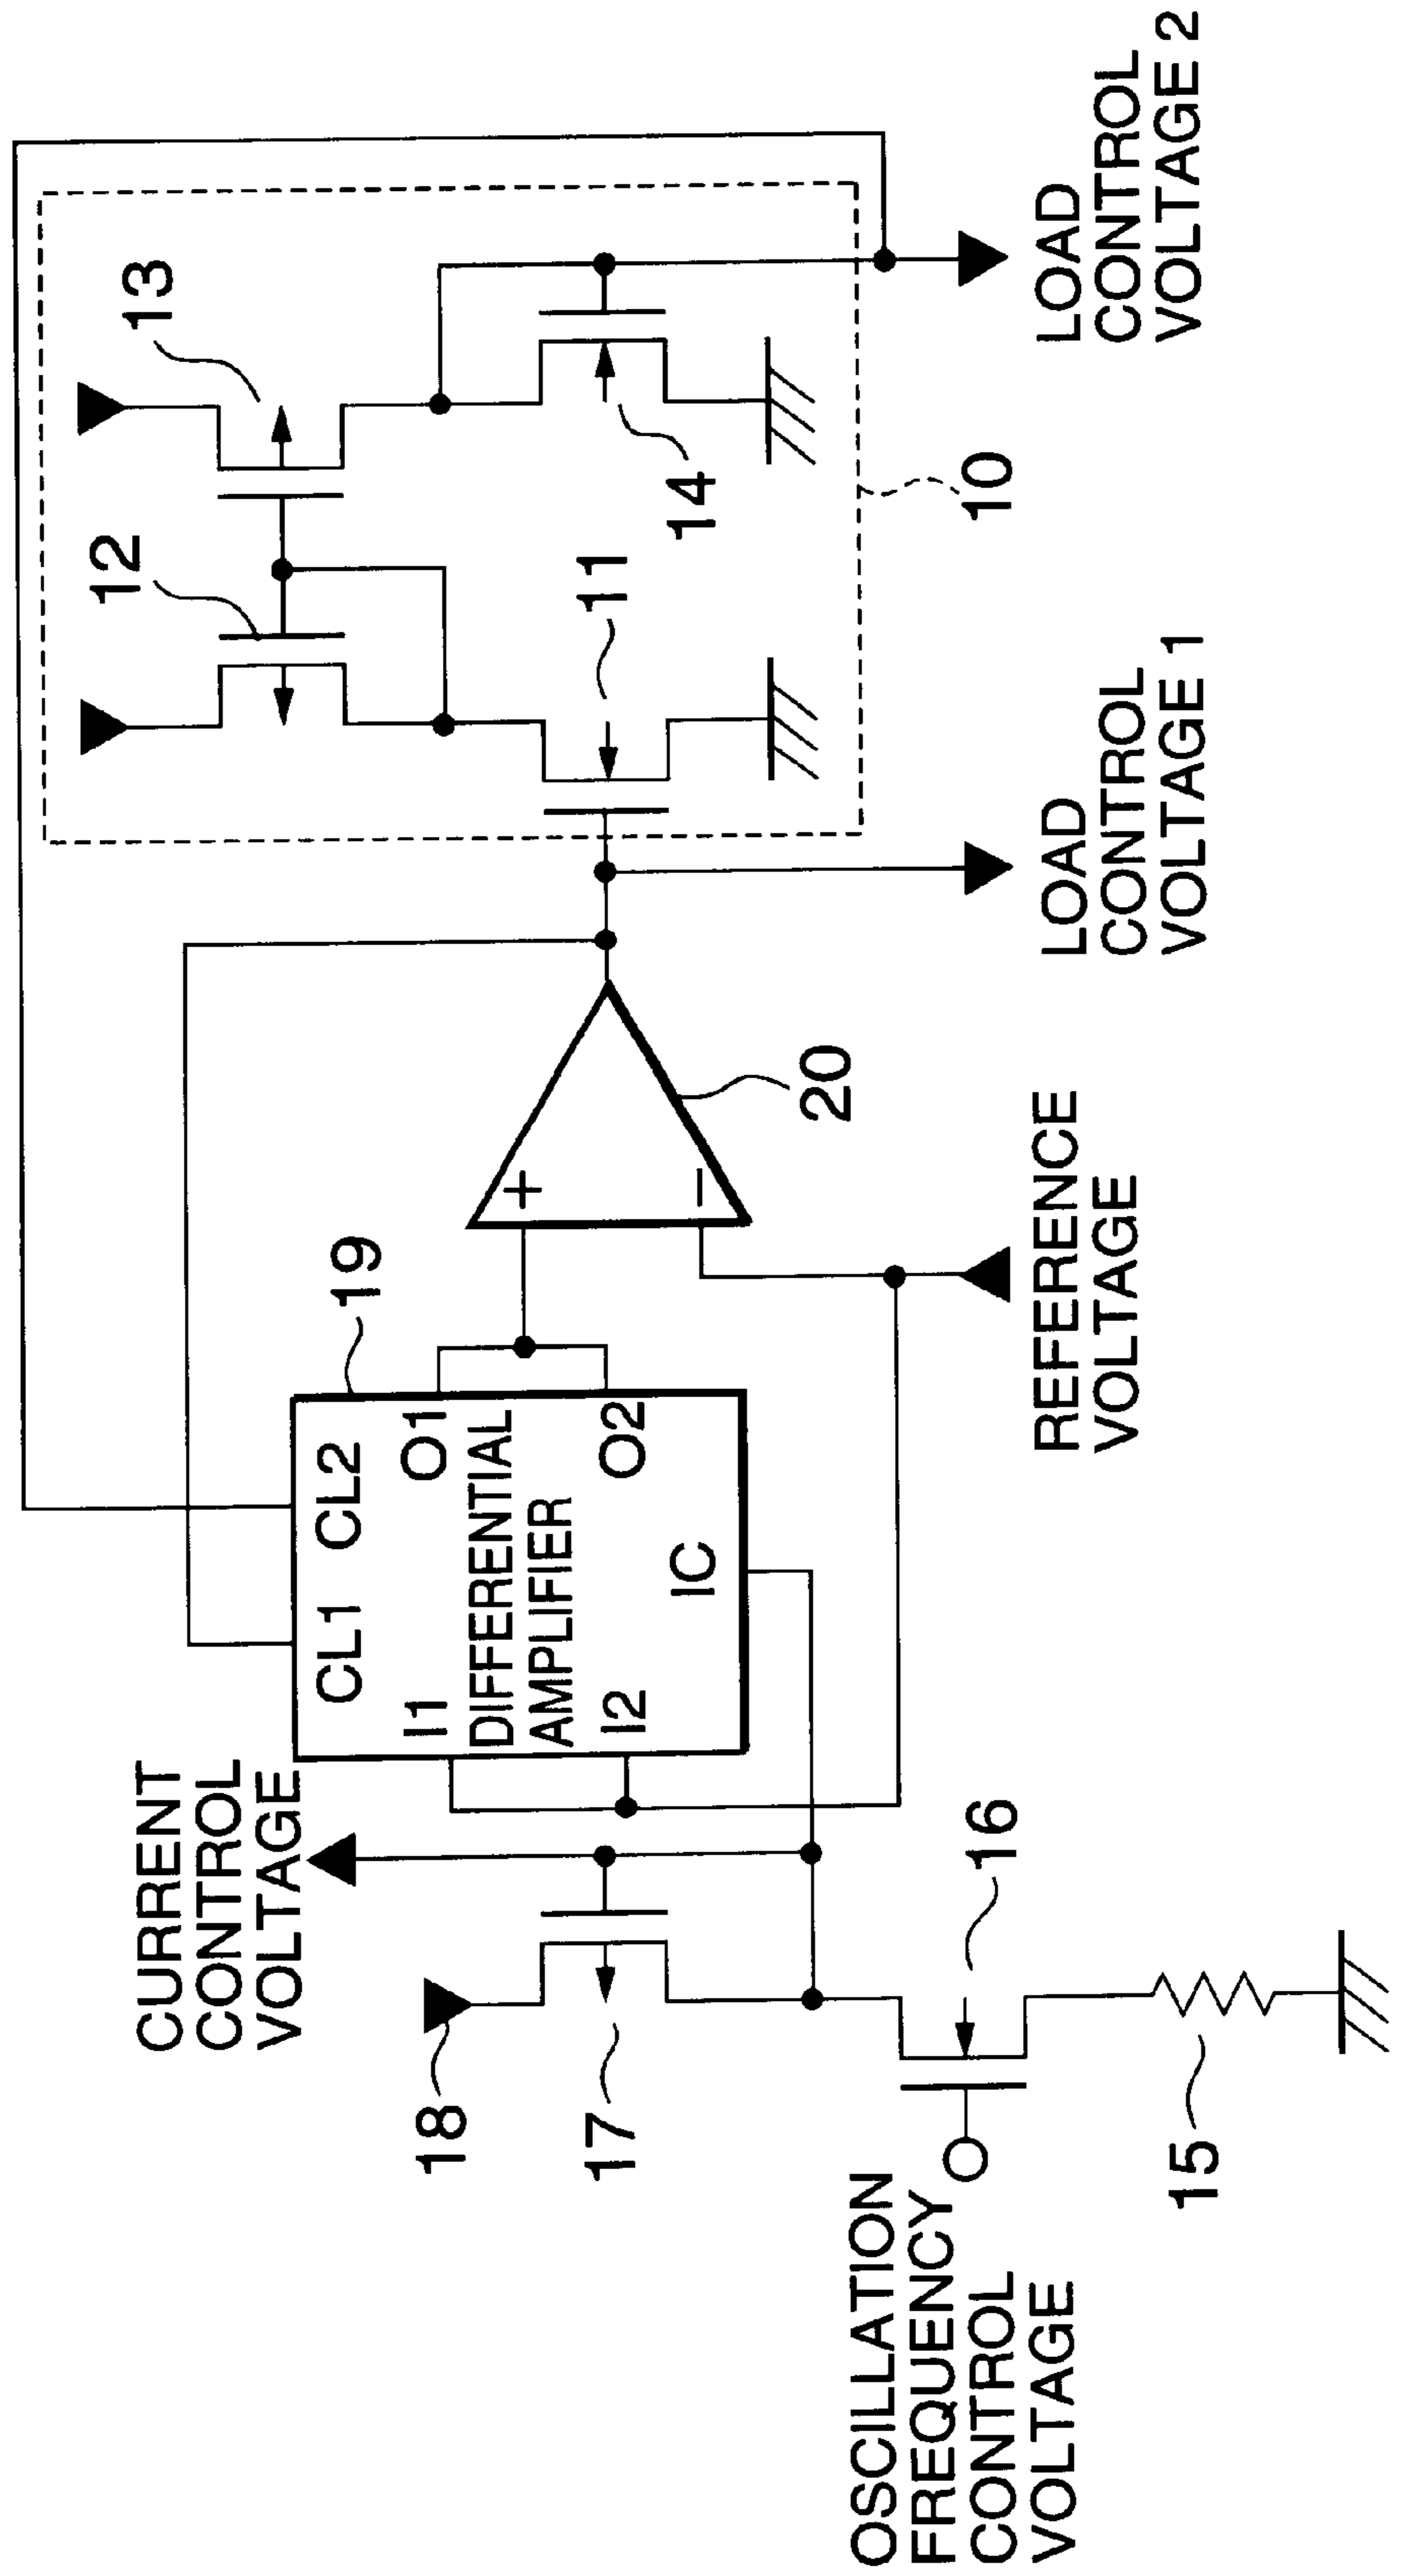 CURRENT
CONTROL
VOLTAGE
18
17
OSCILLATION
FREQUENCY
CONTROL
VOLTAGE
16
15
CL1 CL2
I1 O1
DIFFERENTIAL
AMPLIFIER
I2 O2
IC
19
+
−
20
REFERENCE
VOLTAGE
12
13
11
14
10
LOAD
CONTROL
VOLTAGE 1
LOAD
CONTROL
VOLTAGE 2